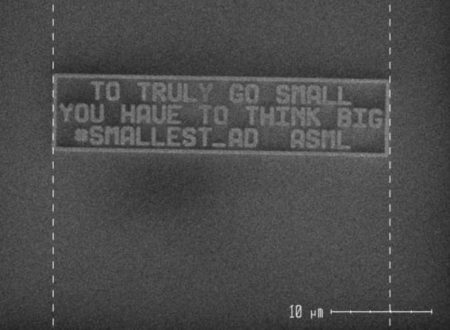 TO TRULY GO SMALL
YOU HAVE TO THINK BIG
#SMALLEST_AD ASML
10 µm